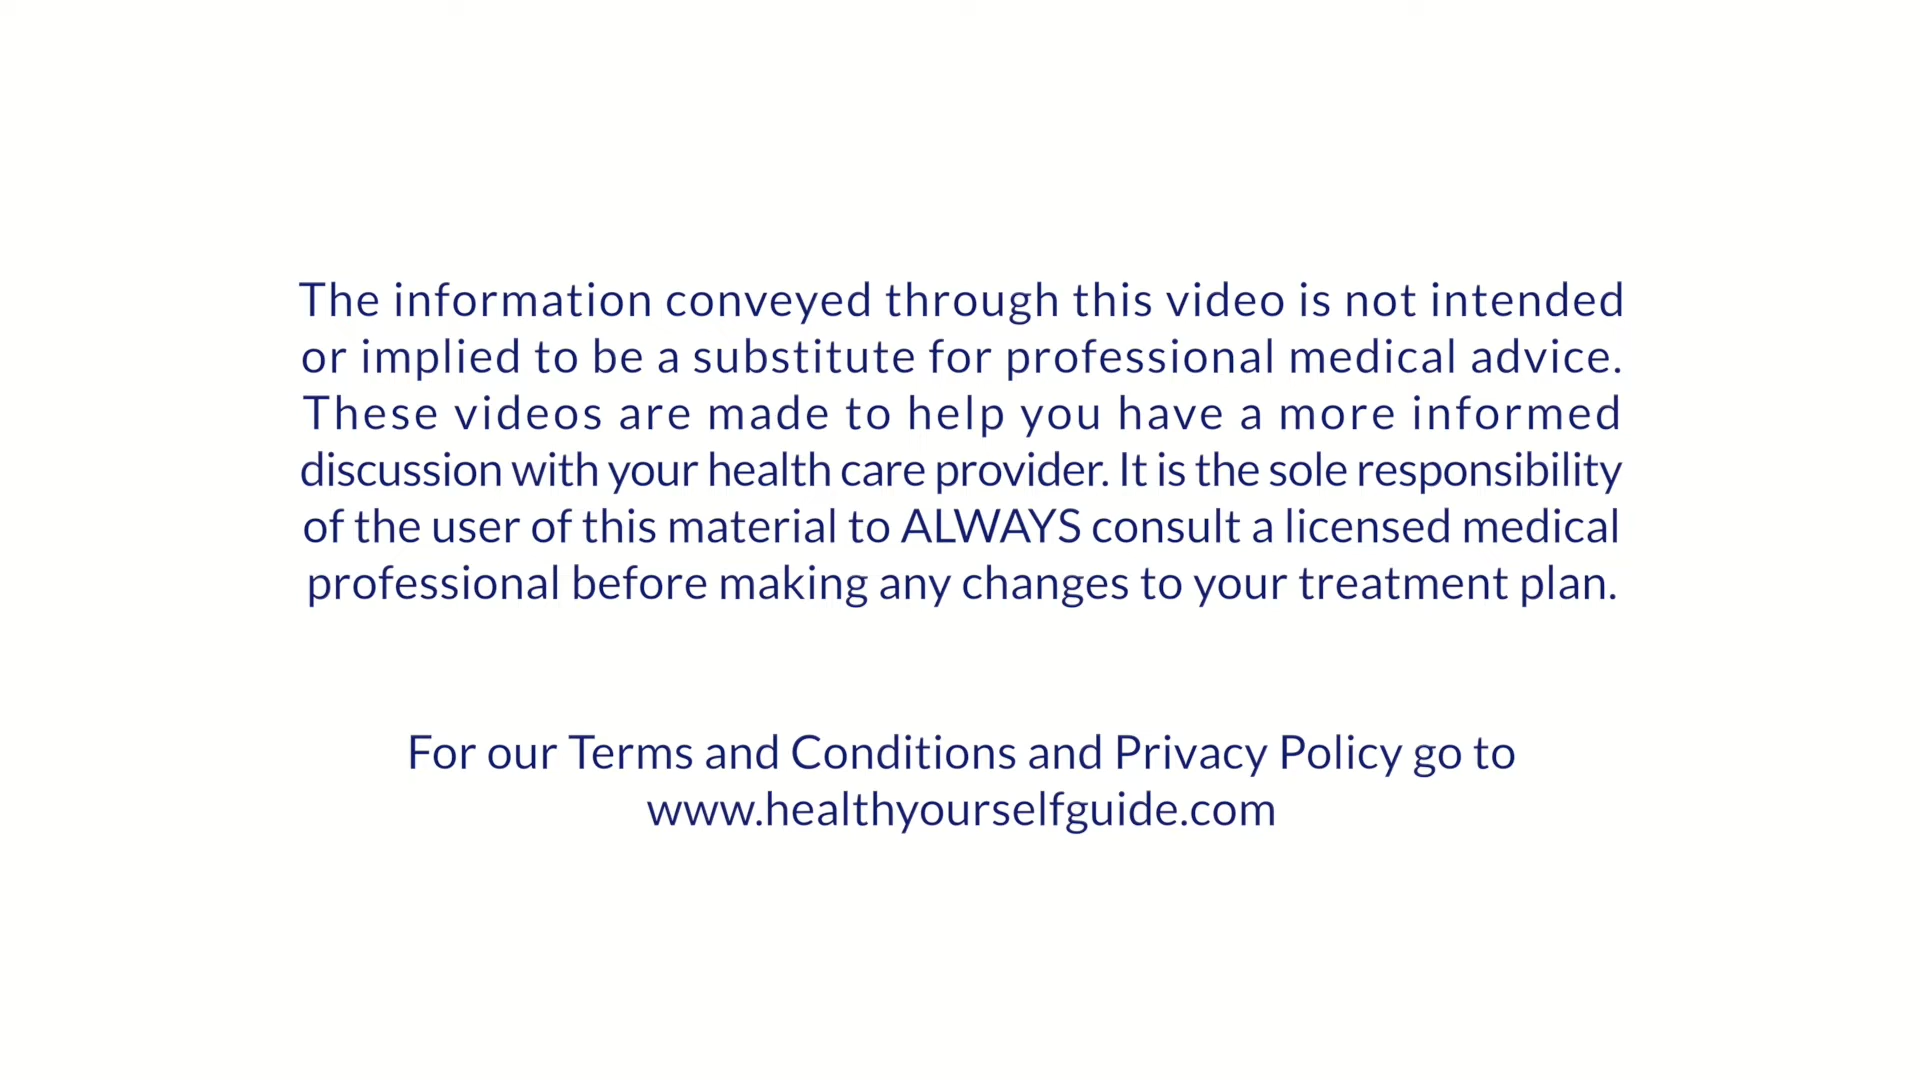 The information conveyed through this video is not intended
or implied to be a substitute for professional medical advice.
These videos are made to help you have a more informed
discussion with your health care provider. It is the sole responsibility
of the user of this material to ALWAYS consult a licensed medical
professional before making any changes to your treatment plan.
For our Terms and Conditions and Privacy Policy go to
www.healthyourselfguide.com